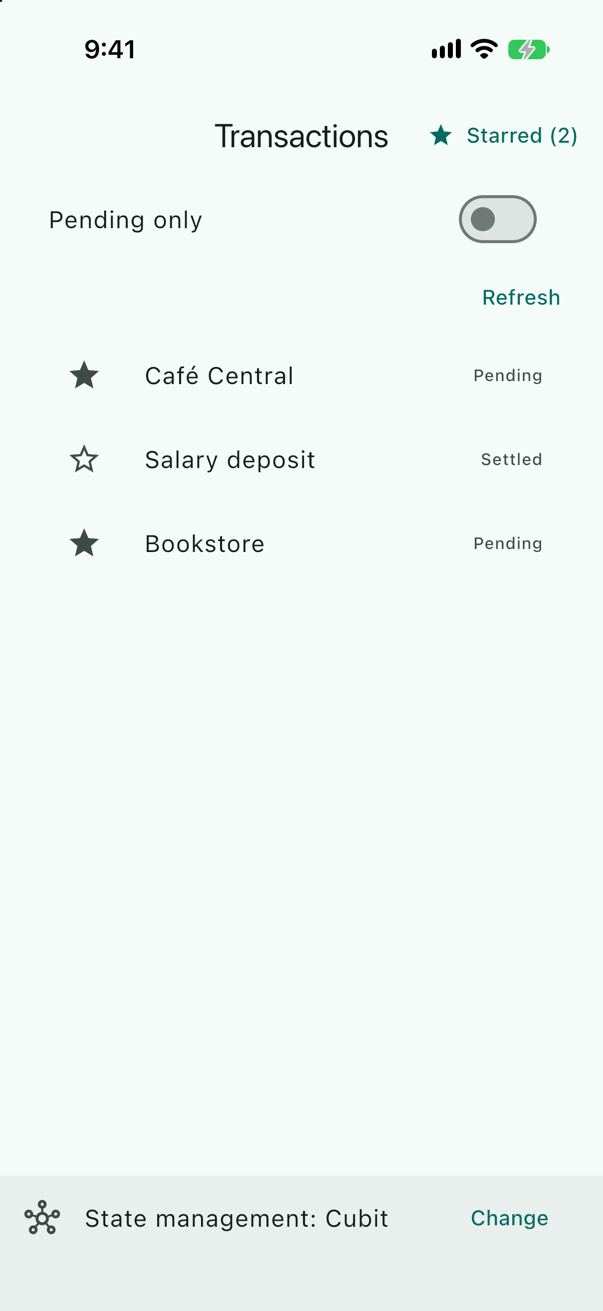 9:41
Transactions
Starred (2)
Pending only
Refresh
Café Central Pending
Salary deposit Settled
Bookstore Pending
State management: Cubit Change